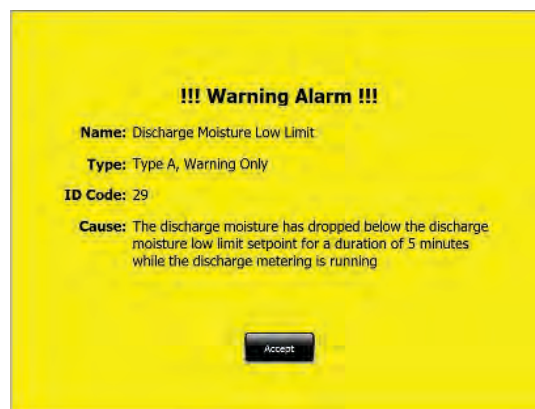 !!! Warning Alarm !!!
Name: Discharge Moisture Low Limit
Type: Type A, Warning Only
ID Code: 29
Cause: The discharge moisture has dropped below the discharge
moisture low limit setpoint for a duration of 5 minutes
while the discharge metering is running
Accept